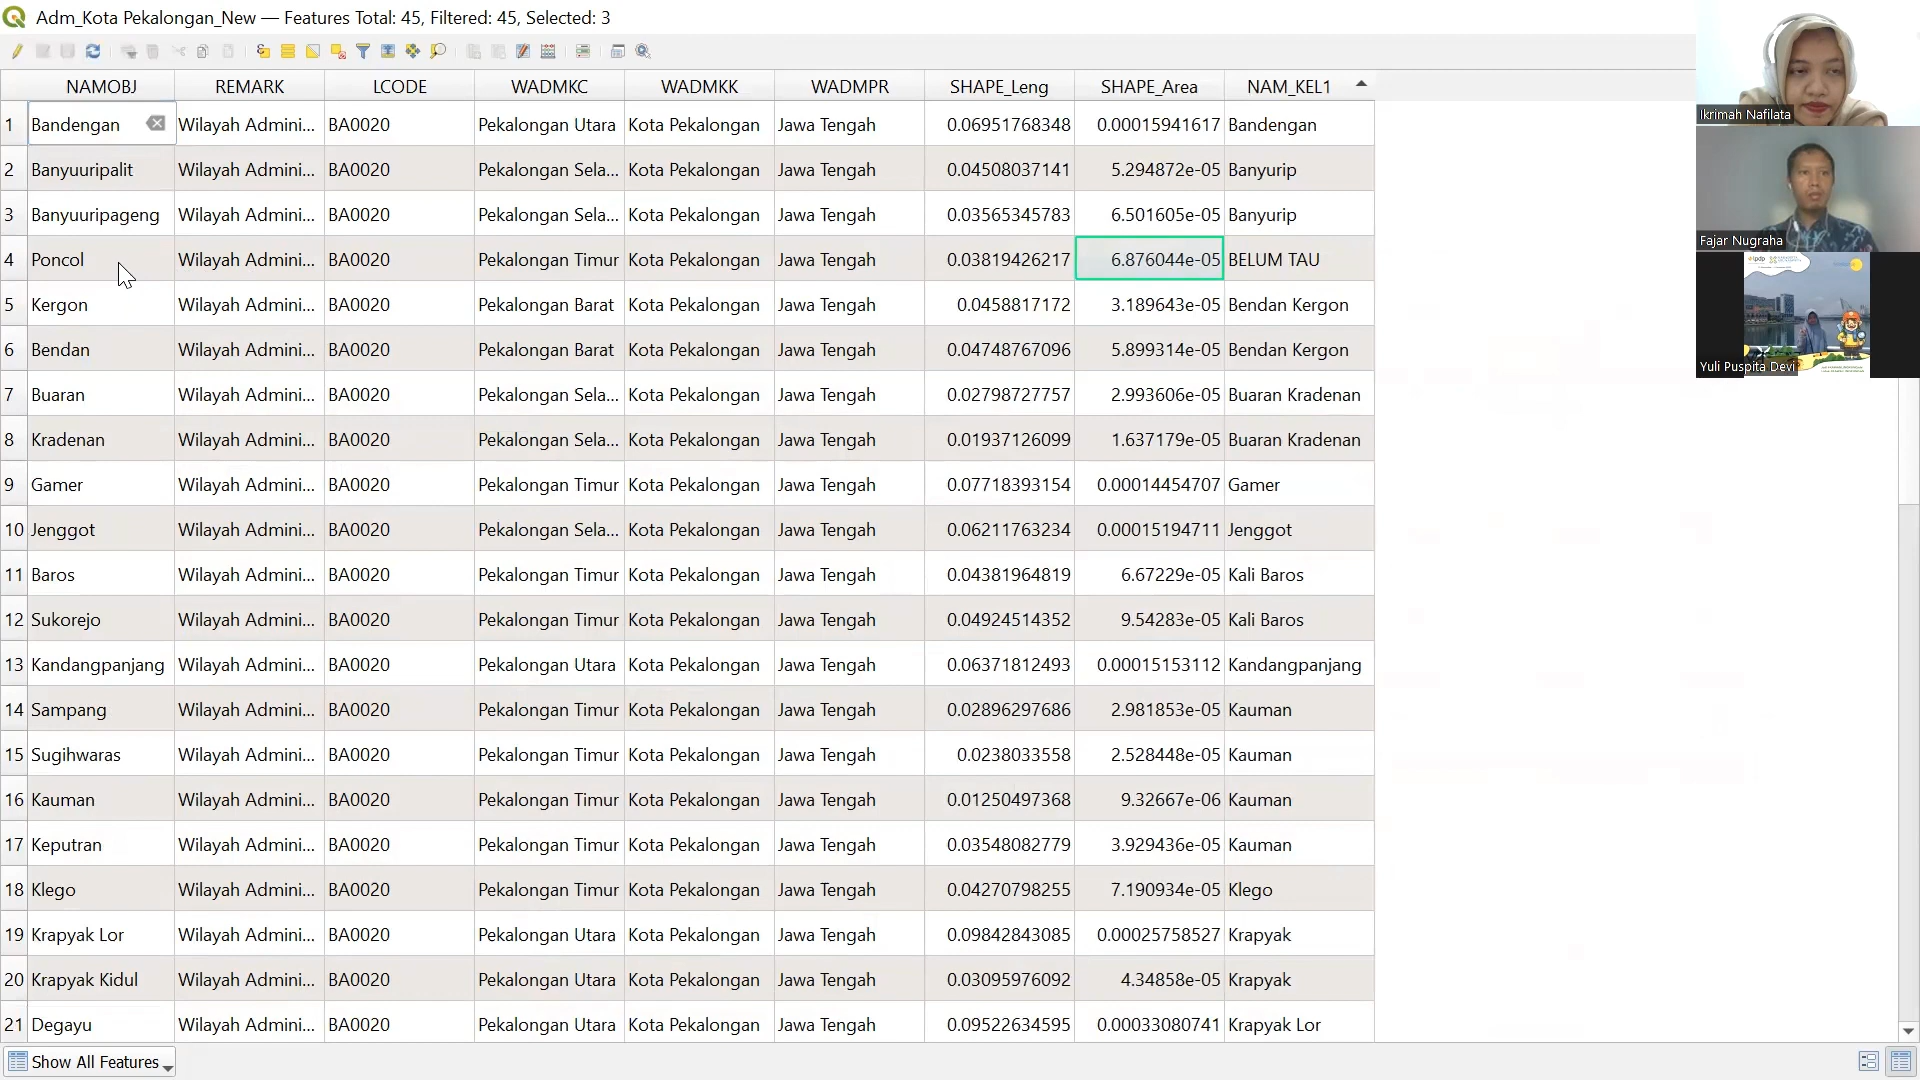 Adm_Kota Pekalongan_New — Features Total: 45, Filtered: 45, Selected: 3
NAMOBJ REMARK LCODE WADMKC WADMKK WADMPR SHAPE_Leng SHAPE_Area NAM_KEL1
1 Bandengan Wilayah Admini... BA0020 Pekalongan Utara Kota Pekalongan Jawa Tengah 0.06951768348 0.00015941617 Bandengan
2 Banyuuripalit Wilayah Admini... BA0020 Pekalongan Sela... Kota Pekalongan Jawa Tengah 0.04508037141 5.294872e-05 Banyurip
3 Banyuuripageng Wilayah Admini... BA0020 Pekalongan Sela... Kota Pekalongan Jawa Tengah 0.03565345783 6.501605e-05 Banyurip
4 Poncol Wilayah Admini... BA0020 Pekalongan Timur Kota Pekalongan Jawa Tengah 0.03819426217 6.876044e-05 BELUM TAU
5 Kergon Wilayah Admini... BA0020 Pekalongan Barat Kota Pekalongan Jawa Tengah 0.0458817172 3.189643e-05 Bendan Kergon
6 Bendan Wilayah Admini... BA0020 Pekalongan Barat Kota Pekalongan Jawa Tengah 0.04748767096 5.899314e-05 Bendan Kergon
7 Buaran Wilayah Admini... BA0020 Pekalongan Sela... Kota Pekalongan Jawa Tengah 0.02798727757 2.993606e-05 Buaran Kradenan
8 Kradenan Wilayah Admini... BA0020 Pekalongan Sela... Kota Pekalongan Jawa Tengah 0.01937126099 1.637179e-05 Buaran Kradenan
9 Gamer Wilayah Admini... BA0020 Pekalongan Timur Kota Pekalongan Jawa Tengah 0.07718393154 0.00014454707 Gamer
10 Jenggot Wilayah Admini... BA0020 Pekalongan Sela... Kota Pekalongan Jawa Tengah 0.06211763234 0.00015194711 Jenggot
11 Baros Wilayah Admini... BA0020 Pekalongan Timur Kota Pekalongan Jawa Tengah 0.04381964819 6.67229e-05 Kali Baros
12 Sukorejo Wilayah Admini... BA0020 Pekalongan Timur Kota Pekalongan Jawa Tengah 0.04924514352 9.54283e-05 Kali Baros
13 Kandangpanjang Wilayah Admini... BA0020 Pekalongan Utara Kota Pekalongan Jawa Tengah 0.06371812493 0.00015153112 Kandangpanjang
14 Sampang Wilayah Admini... BA0020 Pekalongan Timur Kota Pekalongan Jawa Tengah 0.02896297686 2.981853e-05 Kauman
15 Sugihwaras Wilayah Admini... BA0020 Pekalongan Timur Kota Pekalongan Jawa Tengah 0.0238033558 2.528448e-05 Kauman
16 Kauman Wilayah Admini... BA0020 Pekalongan Timur Kota Pekalongan Jawa Tengah 0.01250497368 9.32667e-06 Kauman
17 Keputran Wilayah Admini... BA0020 Pekalongan Timur Kota Pekalongan Jawa Tengah 0.03548082779 3.929436e-05 Kauman
18 Klego Wilayah Admini... BA0020 Pekalongan Timur Kota Pekalongan Jawa Tengah 0.04270798255 7.190934e-05 Klego
19 Krapyak Lor Wilayah Admini... BA0020 Pekalongan Utara Kota Pekalongan Jawa Tengah 0.09842843085 0.00025758527 Krapyak
20 Krapyak Kidul Wilayah Admini... BA0020 Pekalongan Utara Kota Pekalongan Jawa Tengah 0.03095976092 4.34858e-05 Krapyak
21 Degayu Wilayah Admini... BA0020 Pekalongan Utara Kota Pekalongan Jawa Tengah 0.09522634595 0.00033080741 Krapyak Lor
Show All Features
Ikrimah Nafilata
Fajar Nugraha
lpdp
Yuli Puspita Devi